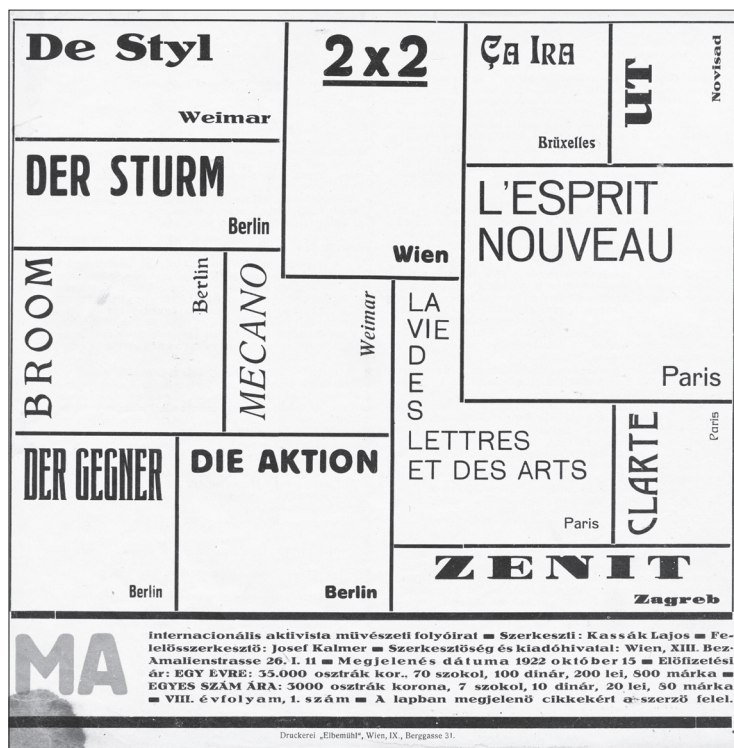 De Styl
Weimar
2x2
Wien
ÇA IRA
Brüxelles
UT
Novisad
DER STURM
Berlin
L'ESPRIT
NOUVEAU
Paris
BROOM
Berlin
MECANO
Weimar
LA
VIE
D
E
S
LETTRES
ET DES ARTS
Paris
CLARTÉ
Paris
DER GEGNER
Berlin
DIE AKTION
Berlin
ZENIT
Zagreb
MA
internacionális aktivista művészeti folyóirat ▬ Szerkeszti: Kassák Lajos ▬ Fe-
lelősszerkesztő: Josef Kalmer ▬ Szerkesztőség és kiadóhivatal: Wien, XIII. Bez.
Amalienstrasse 26. I. 11 ▬ Megjelenés dátuma 1922 október 15 ▬ Előfizetési
ár: EGY ÉVRE: 35.000 osztrák kor., 70 szokol, 100 dinár, 200 lei, 800 márka ▬
EGYES SZÁM ÁRA: 3000 osztrák korona, 7 szokol, 10 dinár, 20 lei, 80 márka
▬ VIII. évfolyam, 1. szám ▬ A lapban megjelenő cikkekért a szerző felel.
Druckerei „Elbemühl", Wien, IX., Berggasse 31.